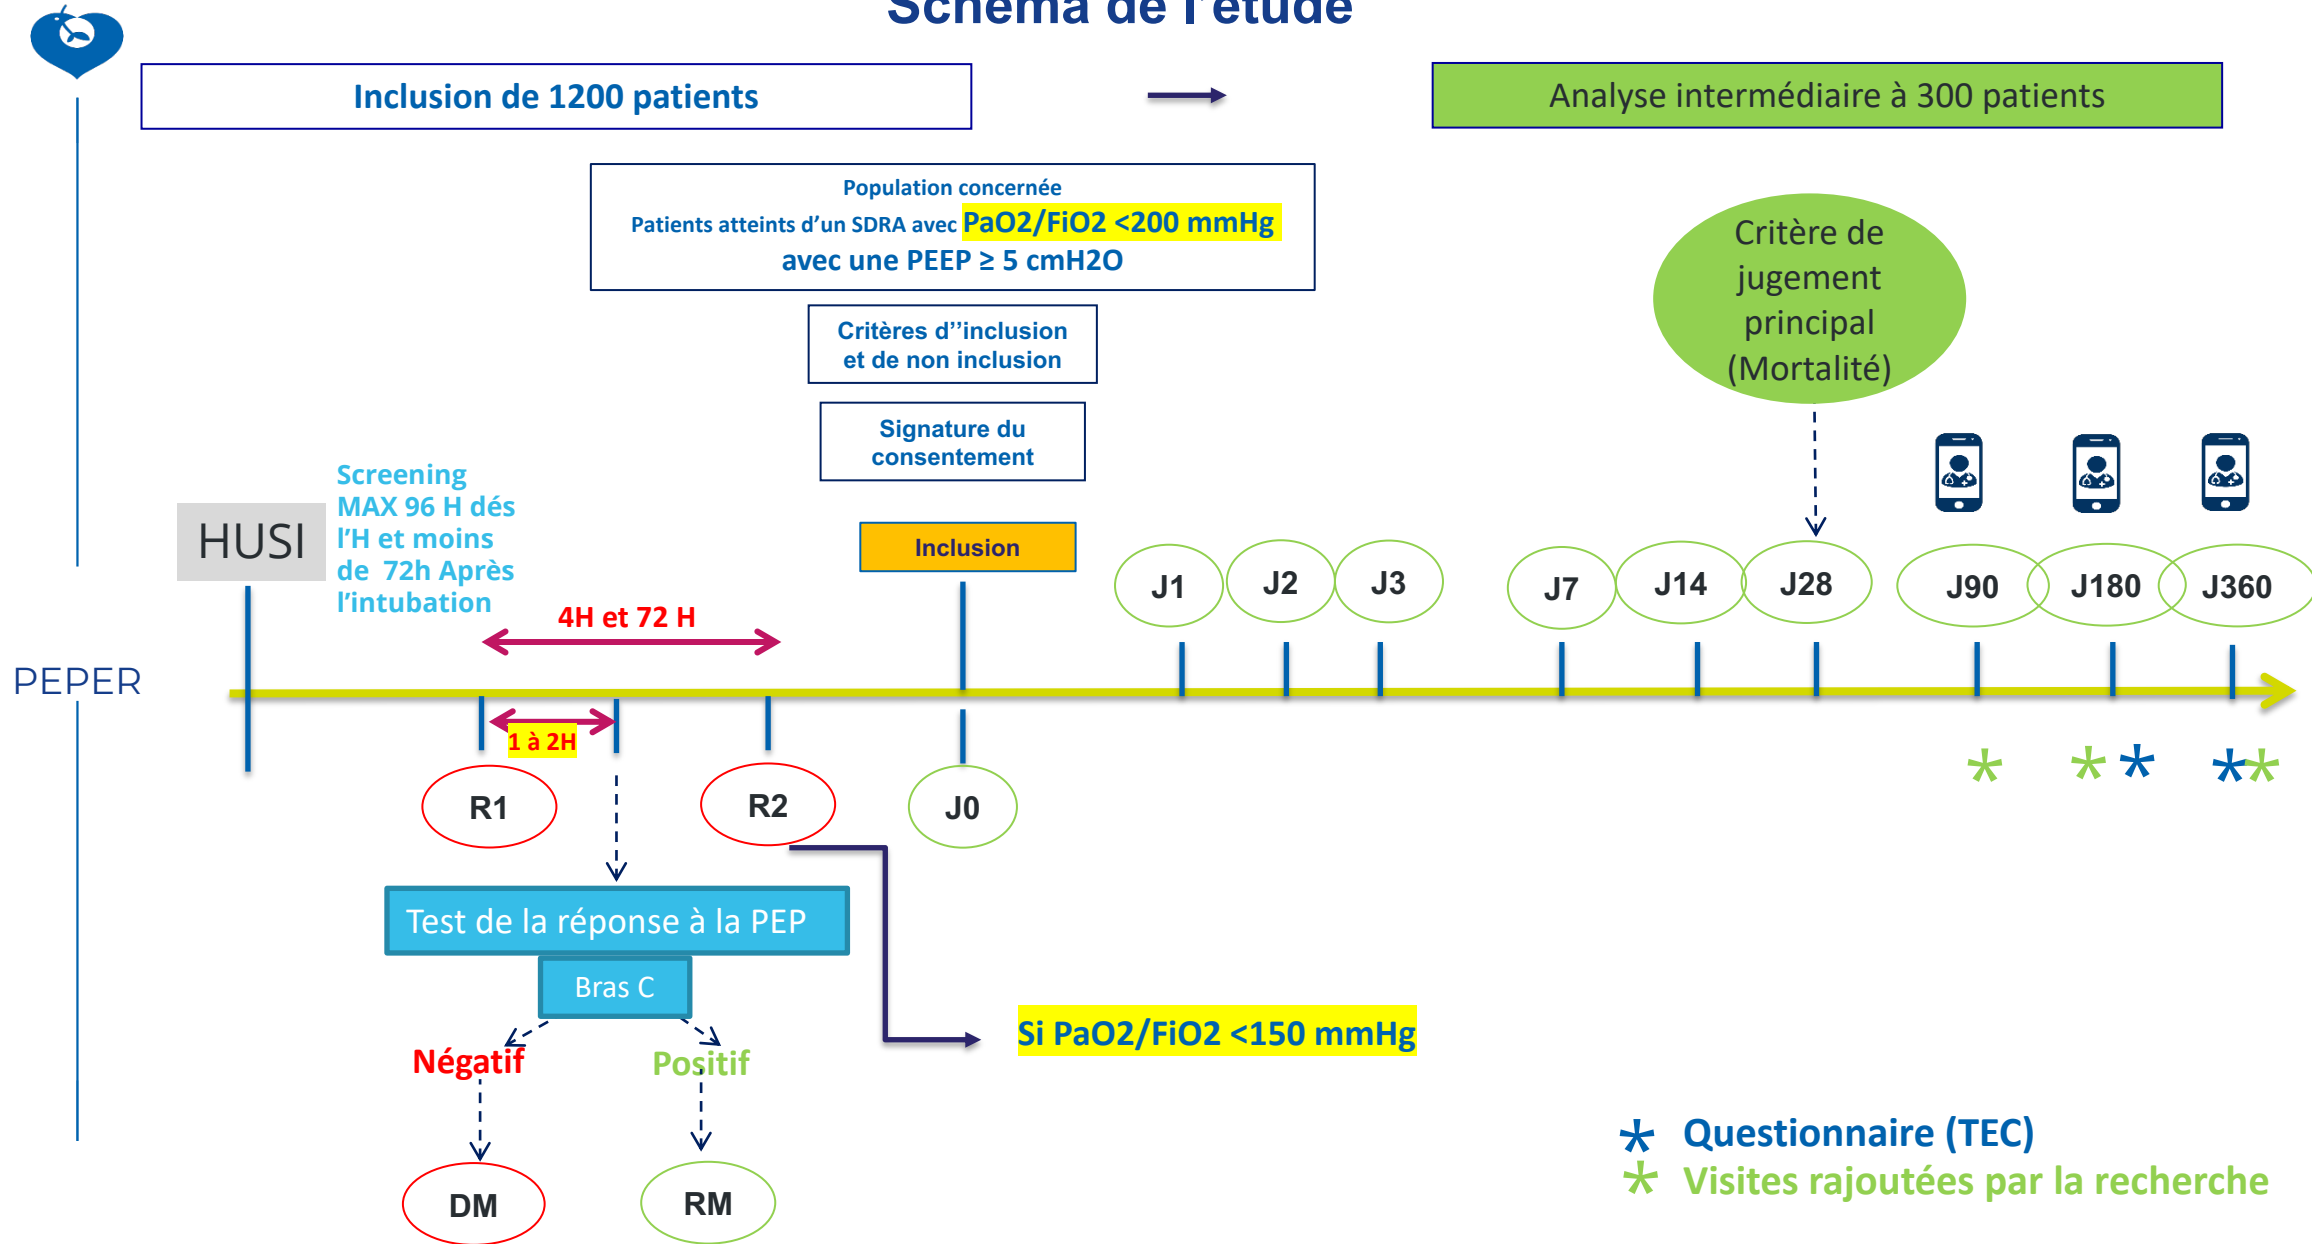 Schéma de l'étude
Inclusion de 1200 patients
Analyse intermédiaire à 300 patients
Population concernée
Patients atteints d'un SDRA avec PaO2/FiO2 <200 mmHg
avec une PEEP ≥ 5 cmH2O
Critères d''inclusion
et de non inclusion
Signature du
consentement
Critère de
jugement
principal
(Mortalité)
HUSI
Screening
MAX 96 H dés
l'H et moins
de 72h Après
l'intubation
Inclusion
4H et 72 H
J1
J2
J3
J7
J14
J28
J90
J180
J360
PEPER
1 à 2H
R1
R2
J0
Test de la réponse à la PEP
Bras C
Négatif
Positif
Si PaO2/FiO2 <150 mmHg
DM
RM
* Questionnaire (TEC)
* Visites rajoutées par la recherche